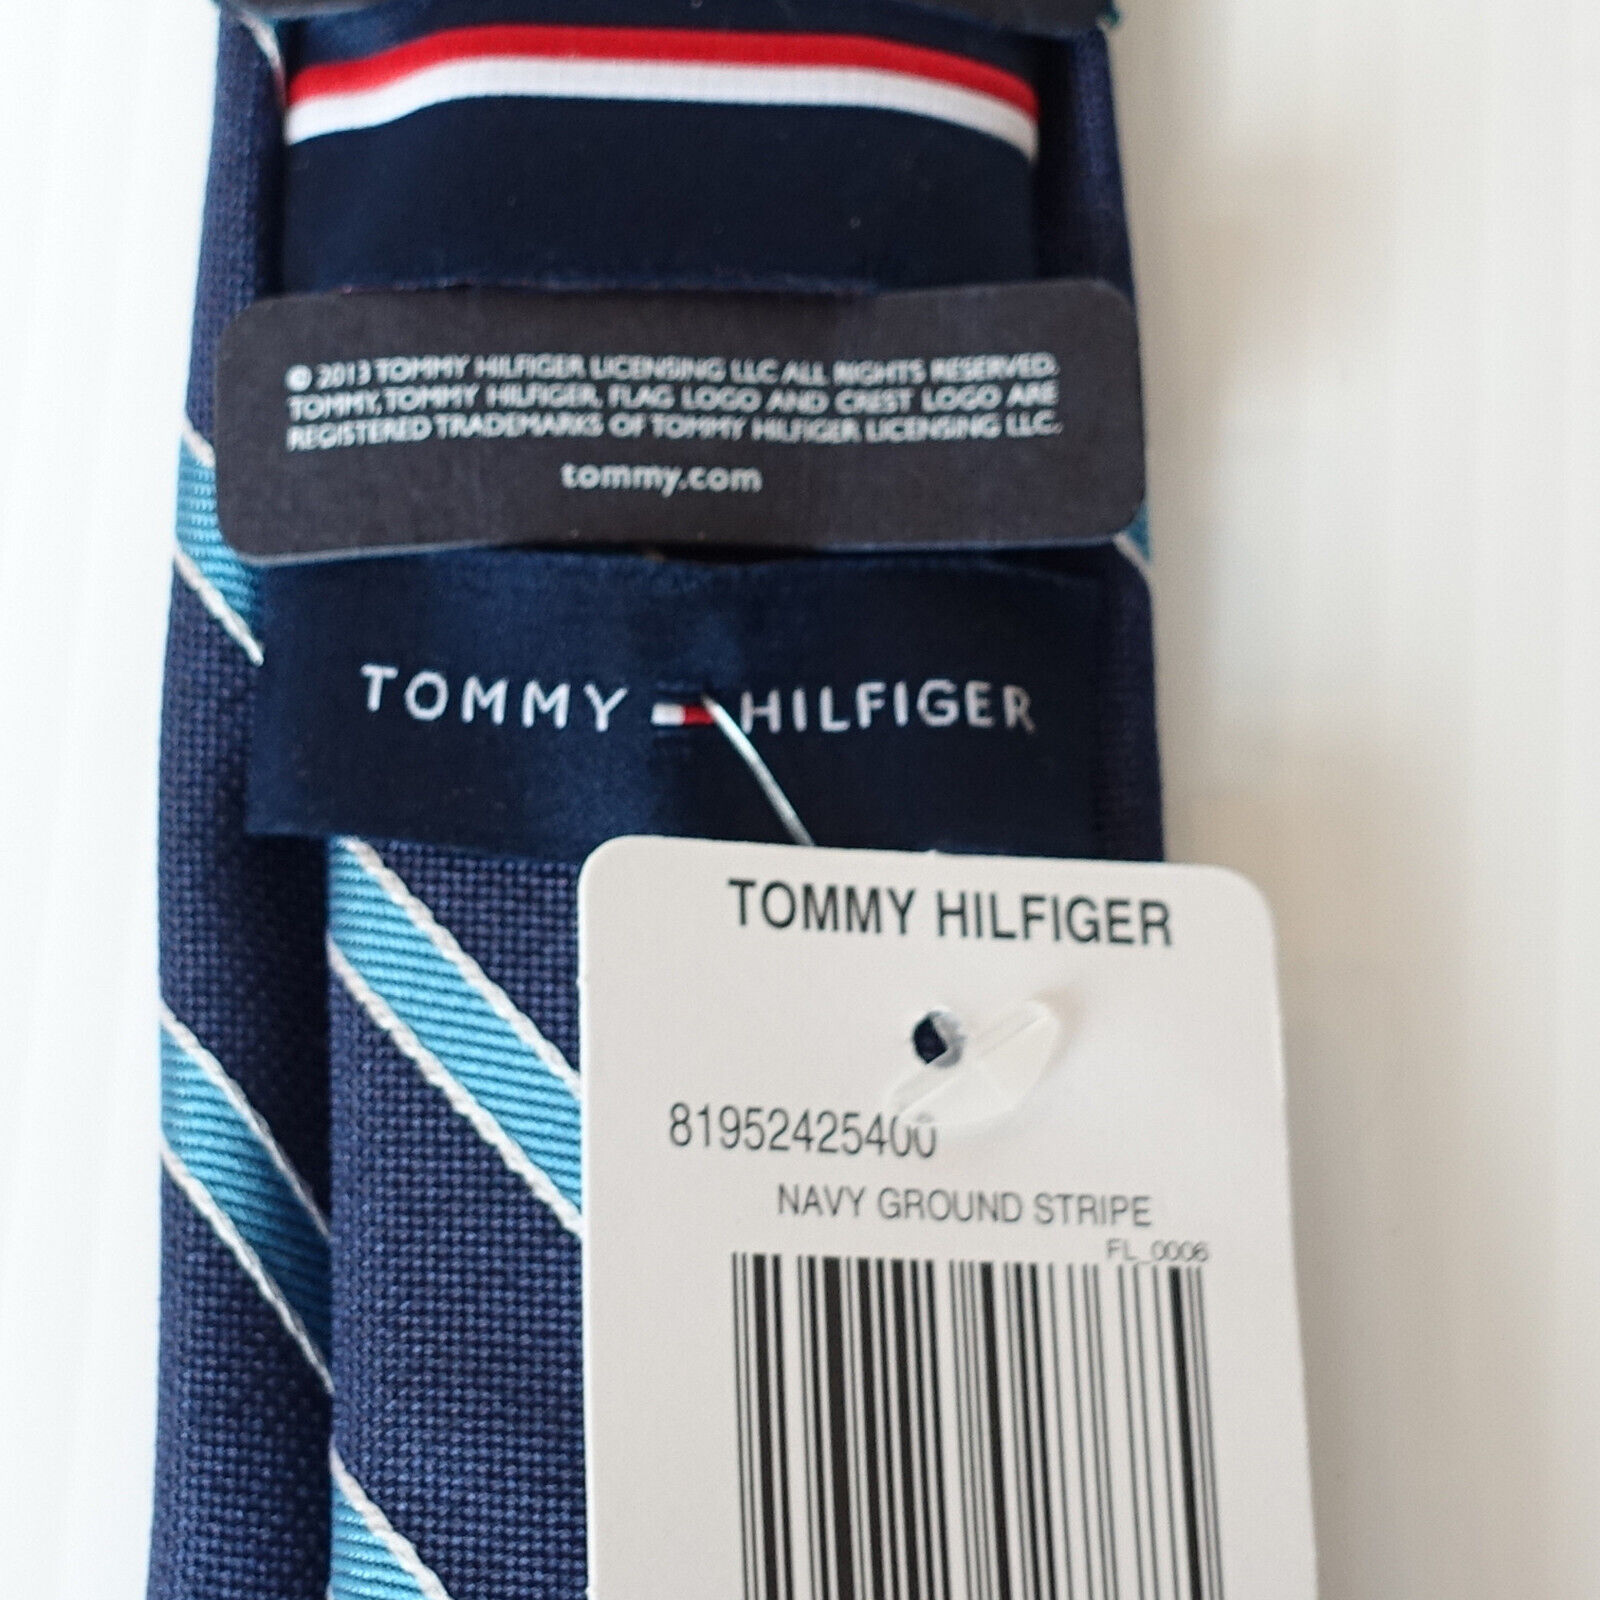 © 2013 TOMMY HILFIGER LICENSING LLC ALL RIGHTS RESERVED.
TOMMY, TOMMY HILFIGER, FLAG LOGO AND CREST LOGO ARE
REGISTERED TRADEMARKS OF TOMMY HILFIGER LICENSING LLC.
tommy.com
TOMMY HILFIGER
TOMMY HILFIGER
81952425400
NAVY GROUND STRIPE
FL_0006